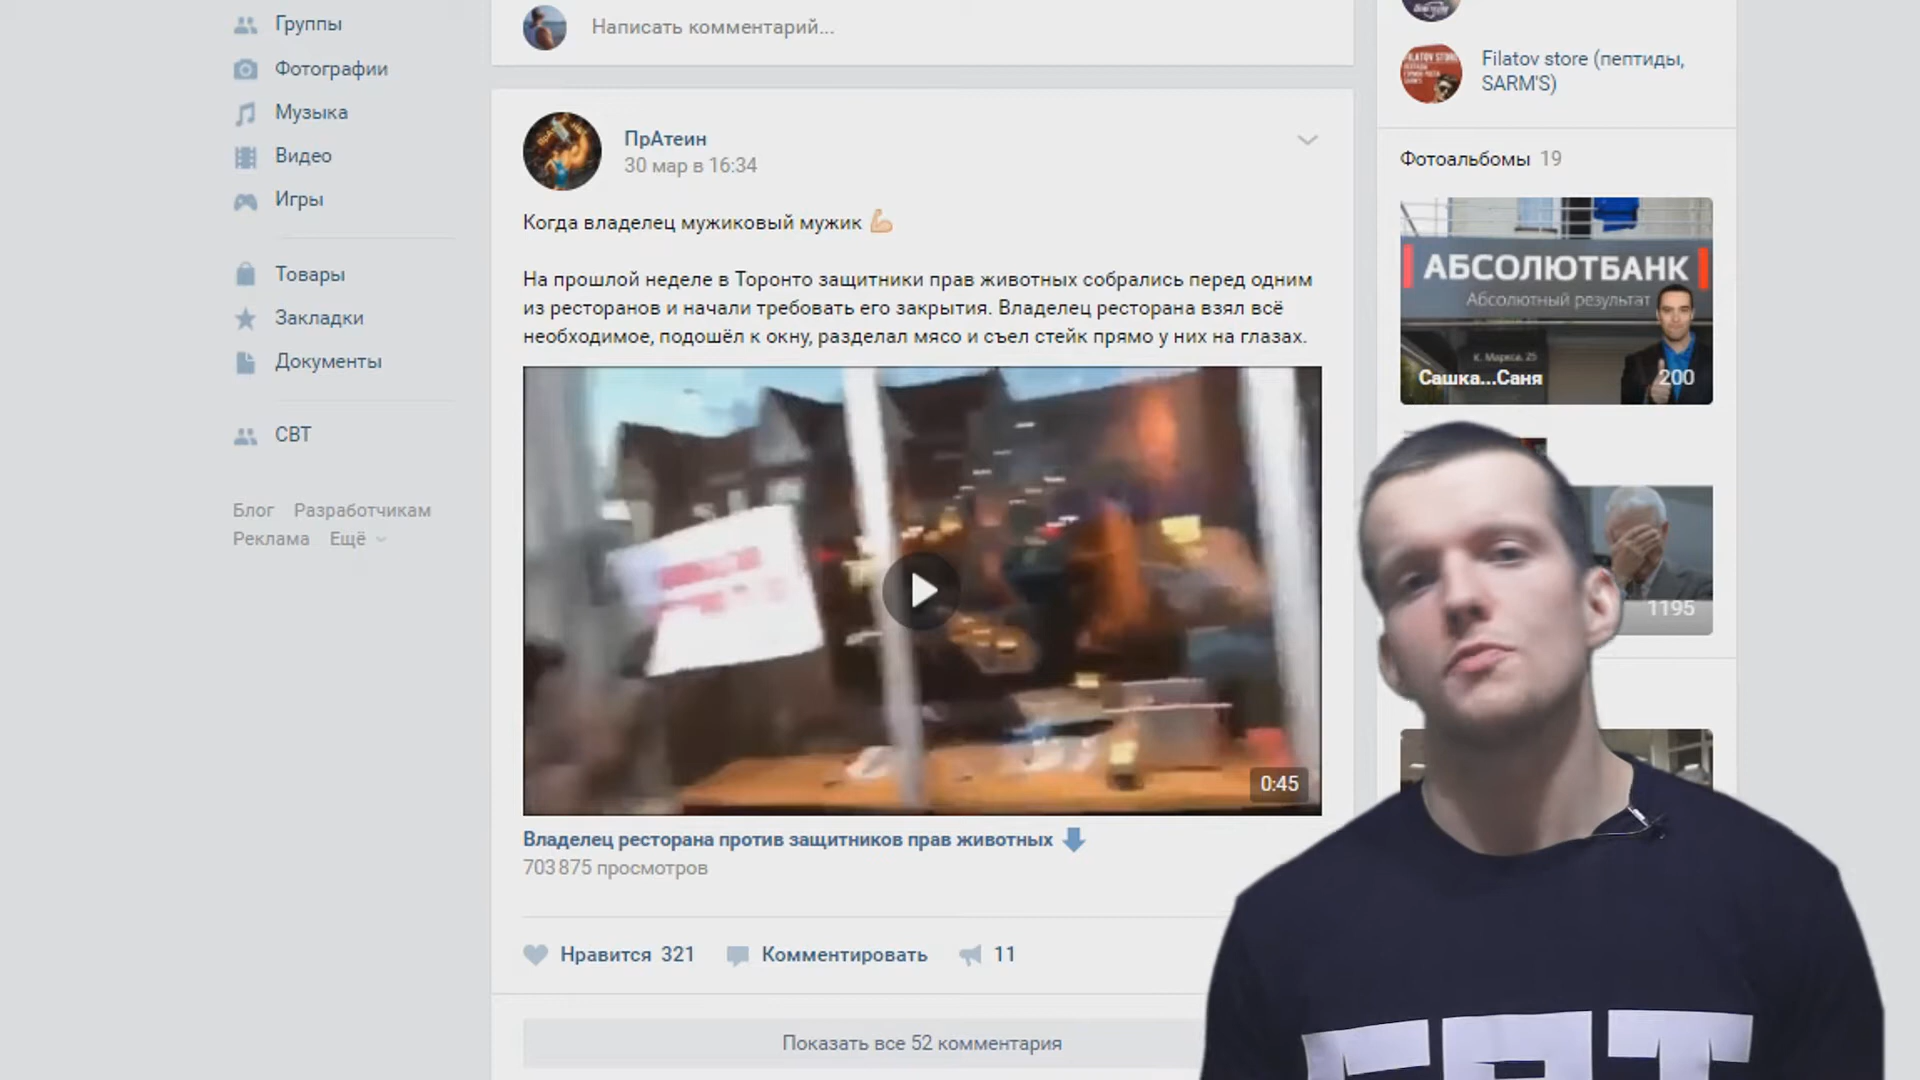 Группы
Фотографии
Музыка
Видео
Игры
Товары
Закладки
Документы
СВТ
Блог Разработчикам
Реклама Ещё
Написать комментарий...
ПрАтеин
30 мар в 16:34
Когда владелец мужиковый мужик
На прошлой неделе в Торонто защитники прав животных собрались перед одним
из ресторанов и начали требовать его закрытия. Владелец ресторана взял всё
необходимое, подошёл к окну, разделал мясо и съел стейк прямо у них на глазах.
0:45
Владелец ресторана против защитников прав животных
703 875 просмотров
Нравится 321 Комментировать 11
Показать все 52 комментария
FILATOV STORE
Filatov store (пептиды,
SARM'S)
Фотоальбомы 19
АБСОЛЮТБАНК
Абсолютный результат
К. Маркса, 25
Сашка...Саня 200
1195